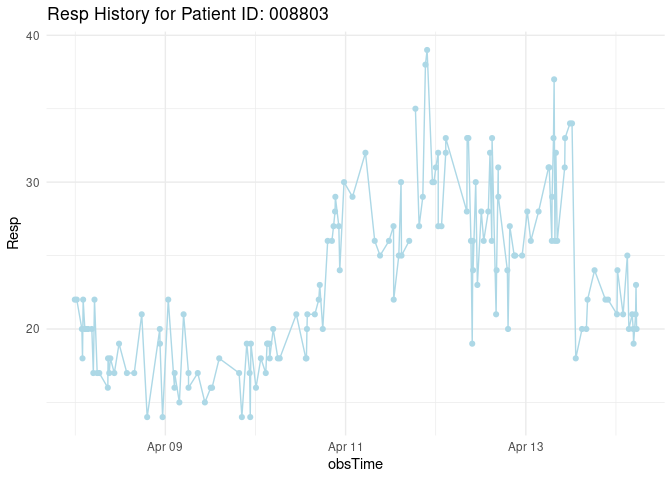 Resp History for Patient ID: 008803
40
30
20
Resp
Apr 09
Apr 11
Apr 13
obsTime